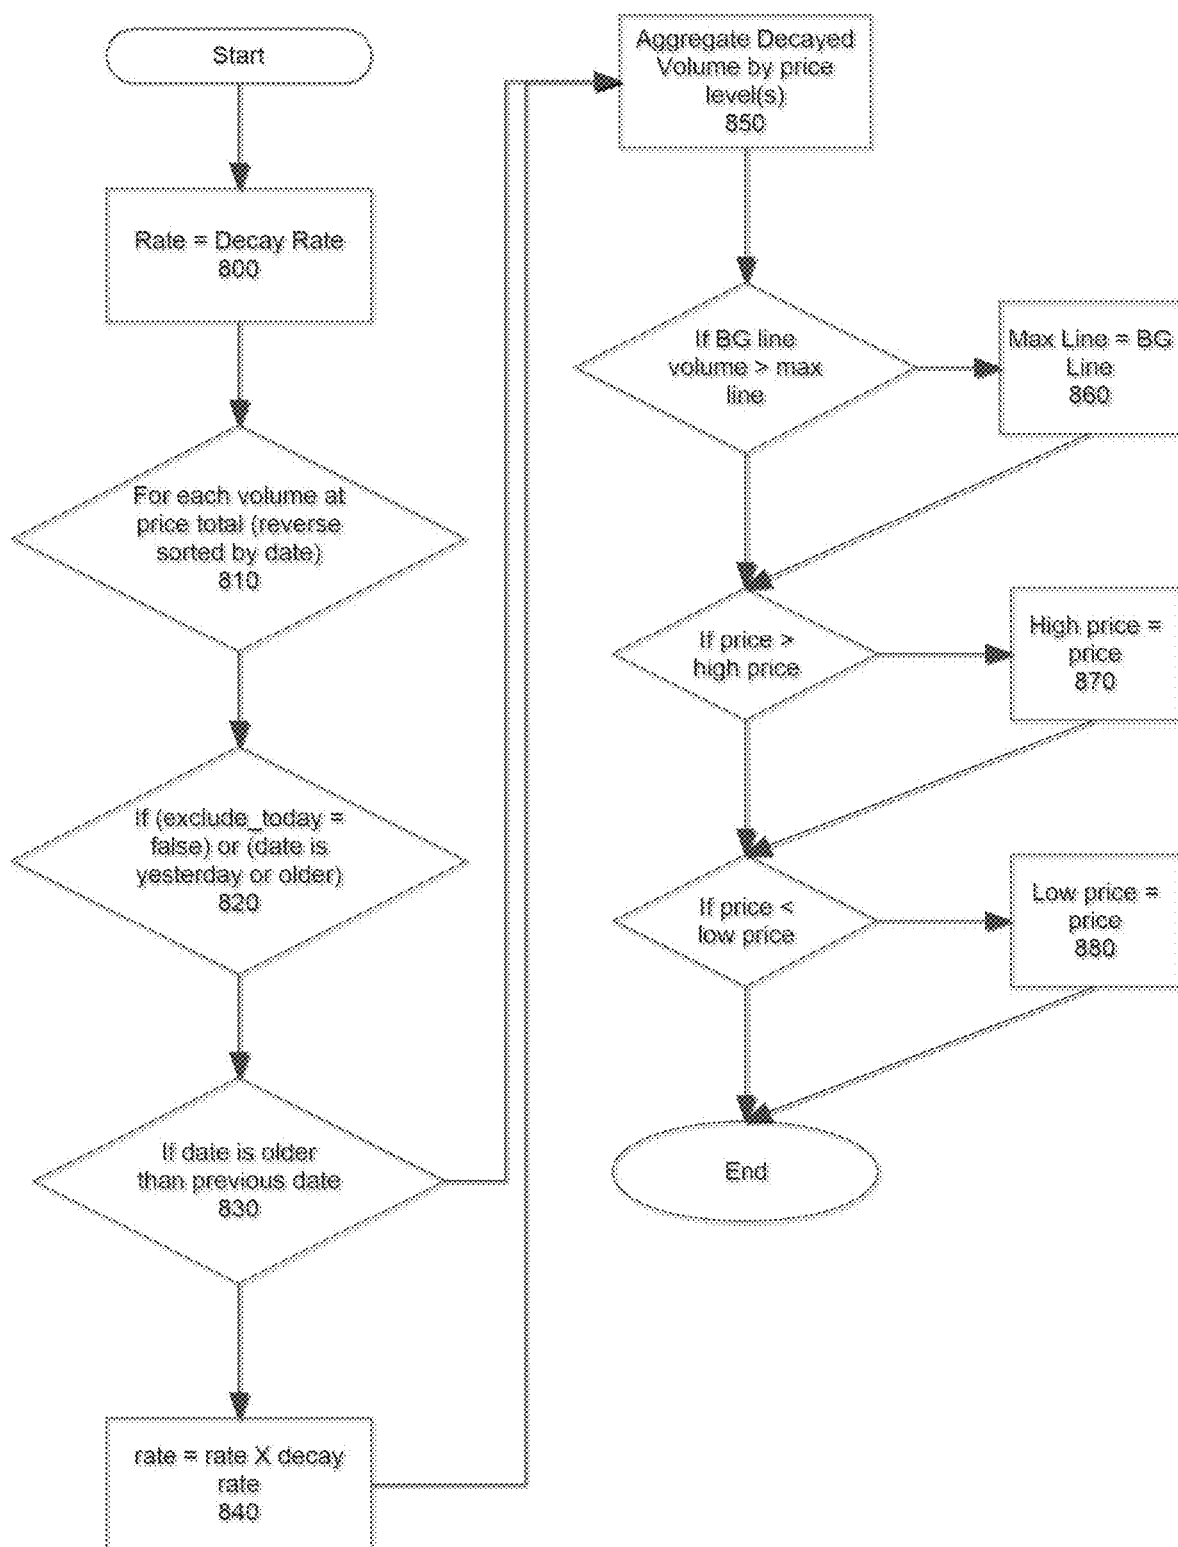 Start
Rate = Decay Rate
800
For each volume at
price total (reverse
sorted by date)
810
If (exclude_today =
false) or (date is
yesterday or older)
820
If date is older
than previous date
830
rate = rate X decay
rate
840
Aggregate Decayed
Volume by price
level(s)
850
If BG line
volume > max
line
Max Line = BG
Line
860
If price >
high price
High price =
price
870
If price <
low price
Low price =
price
880
End